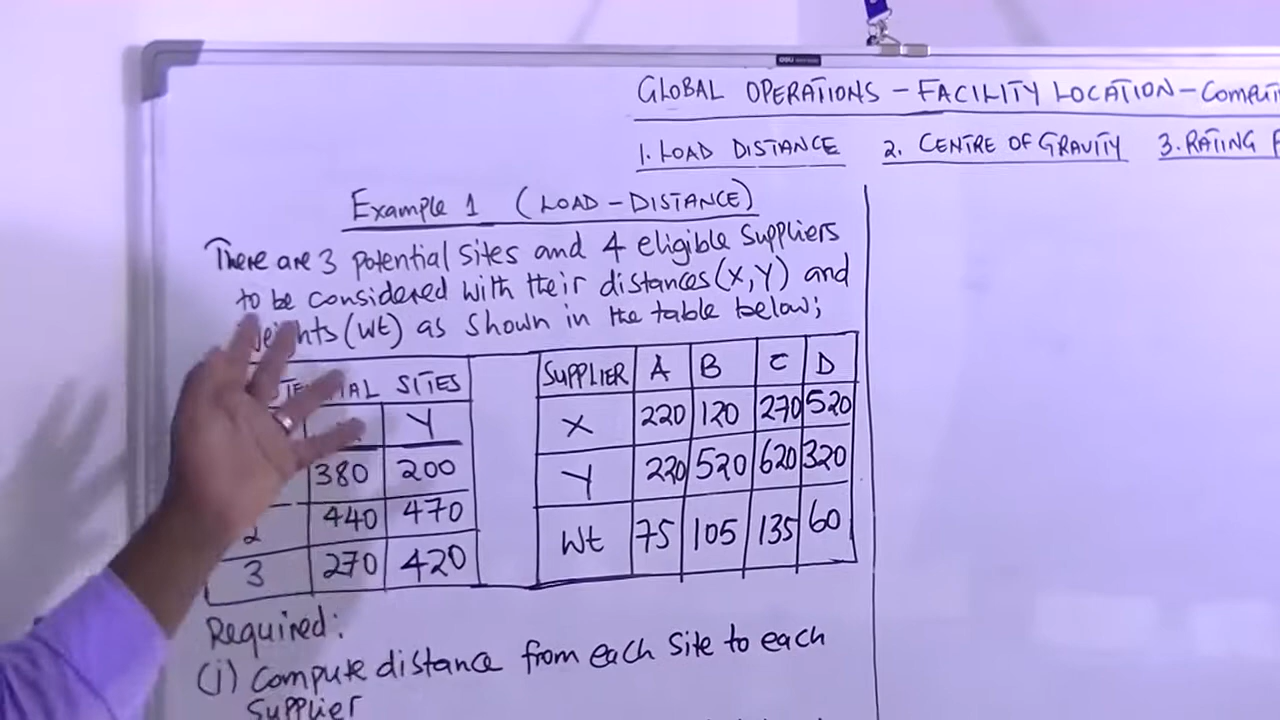 GLOBAL OPERATIONS - FACILITY LOCATION -
1. LOAD DISTANCE 2. CENTRE OF GRAVITY 3. RATING
Example 1 (LOAD - DISTANCE)
There are 3 potential sites and 4 eligible suppliers
to be considered with their distances (X, Y) and
(Wt) as shown in the table below;
SITES
Y
380 200
2 440 470
3 270 420
SUPPLIER A B C D
X 220 120 270 520
Y 220 520 620 320
Wt 75 105 135 60
Required:
(i) Compute distance from each site to each
Supplier